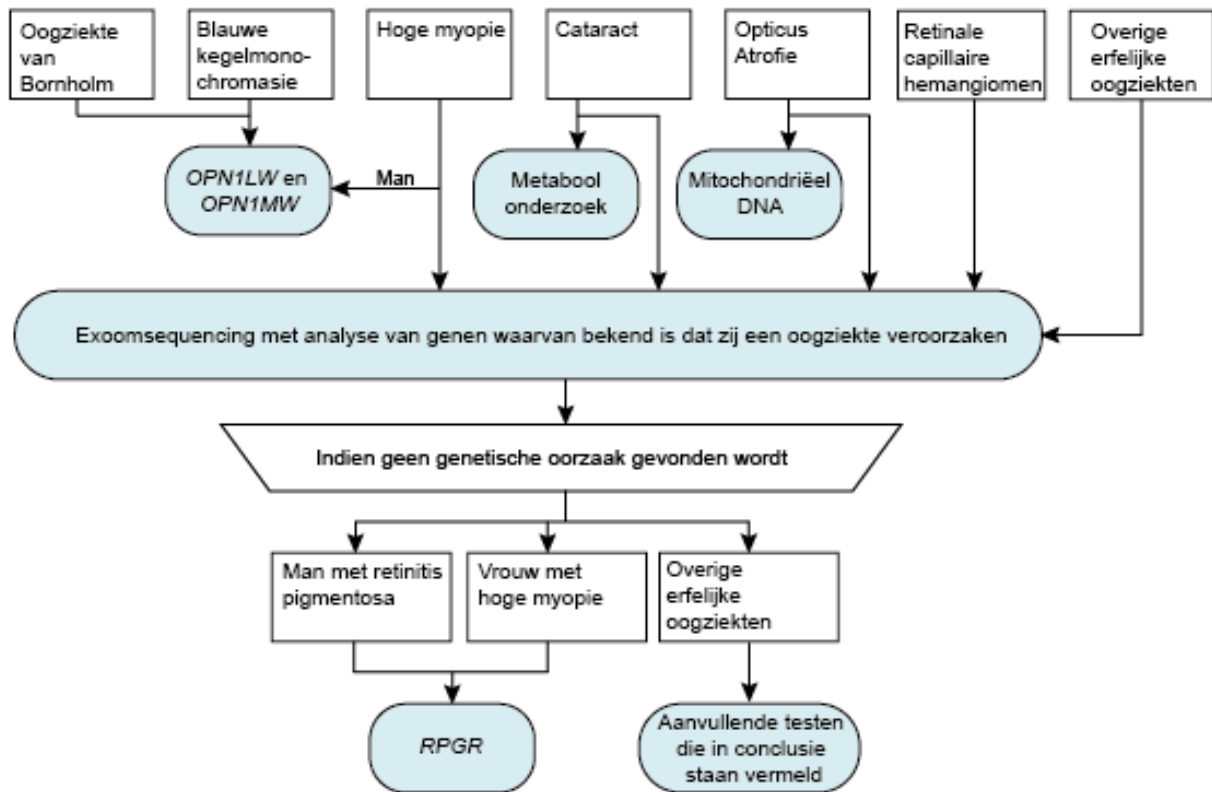 Oogziekte
van
Bornholm
Blauwe
kegelmono-
chromasie
Hoge myopie
Cataract
Opticus
Atrofie
Retinale
capillaire
hemangiomen
Overige
erfelijke
oogziekten
OPN1LW en
OPN1MW
Man
Metabool
onderzoek
Mitochondriëel
DNA
Exoomsequencing met analyse van genen waarvan bekend is dat zij een oogziekte veroorzaken
Indien geen genetische oorzaak gevonden wordt
Man met retinitis
pigmentosa
Vrouw met
hoge myopie
Overige
erfelijke
oogziekten
RPGR
Aanvullende testen
die in conclusie
staan vermeld